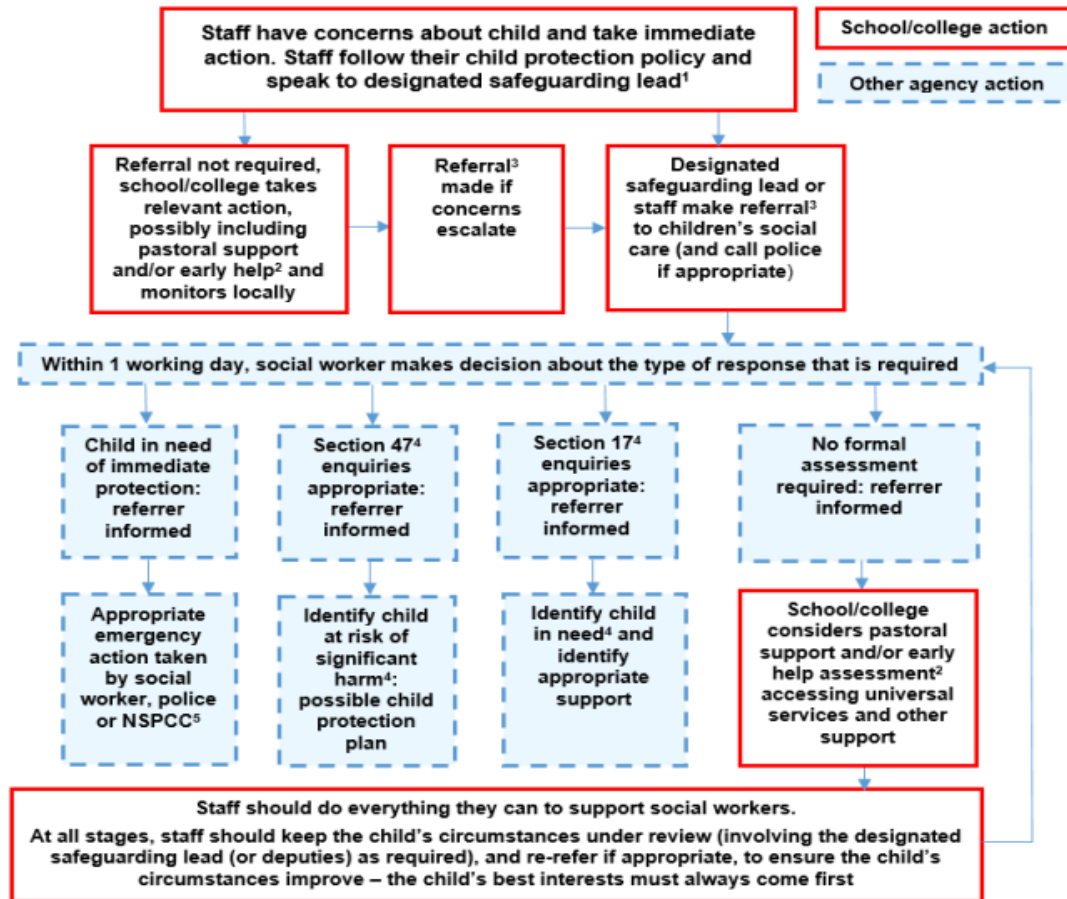 Staff have concerns about child and take immediate
action. Staff follow their child protection policy and
speak to designated safeguarding lead¹
School/college action
Other agency action
Referral not required,
school/college takes
relevant action,
possibly including
pastoral support
and/or early help² and
monitors locally
Referral³
made if
concerns
escalate
Designated
safeguarding lead or
staff make referral³
to children's social
care (and call police
if appropriate)
Within 1 working day, social worker makes decision about the type of response that is required
Child in need
of immediate
protection:
referrer
informed
Section 47⁴
enquiries
appropriate:
referrer
informed
Section 17⁴
enquiries
appropriate:
referrer
informed
No formal
assessment
required: referrer
informed
Appropriate
emergency
action taken
by social
worker, police
or NSPCC⁵
Identify child
at risk of
significant
harm⁴:
possible child
protection
plan
Identify child
in need⁴ and
identify
appropriate
support
School/college
considers pastoral
support and/or early
help assessment²
accessing universal
services and other
support
Staff should do everything they can to support social workers.
At all stages, staff should keep the child's circumstances under review (involving the designated
safeguarding lead (or deputies) as required), and re-refer if appropriate, to ensure the child's
circumstances improve – the child's best interests must always come first